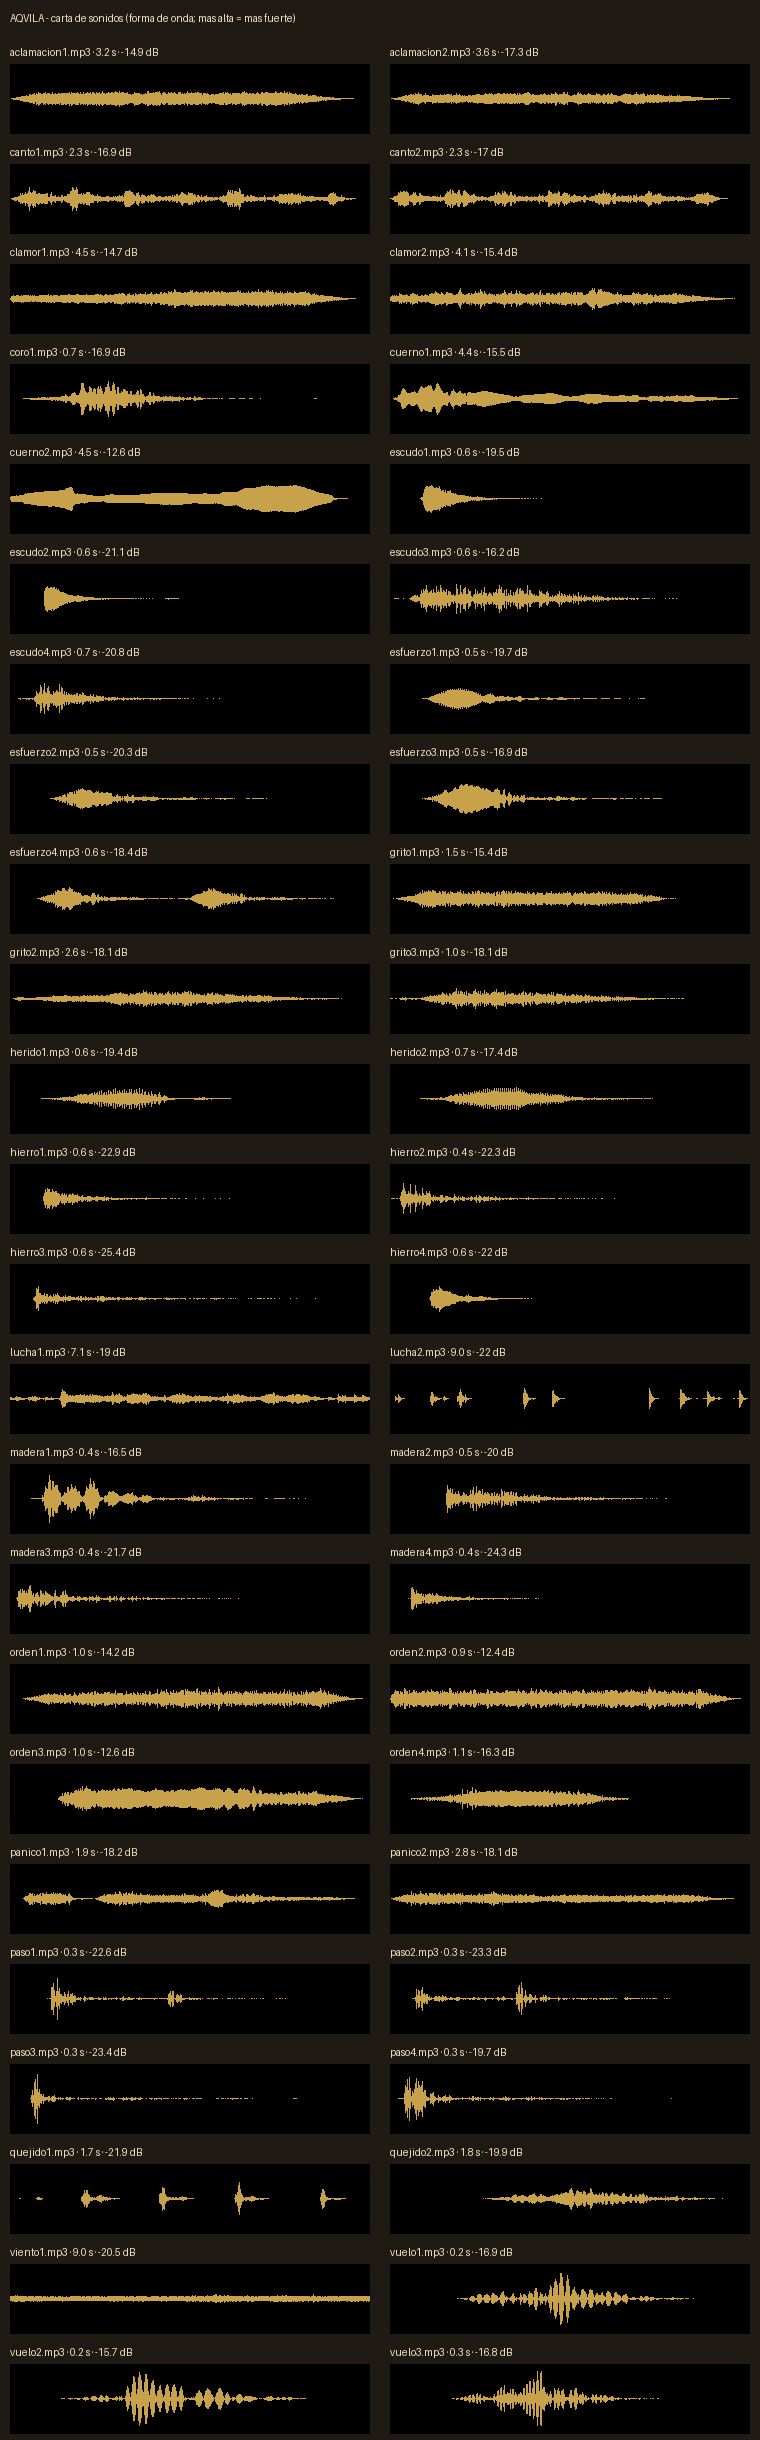 AQVILA - carta de sonidos (forma de onda; mas alta = mas fuerte)
aclamacion1.mp3 · 3.2 s · -14.9 dB
aclamacion2.mp3 · 3.6 s · -17.3 dB
canto1.mp3 · 2.3 s · -16.9 dB
canto2.mp3 · 2.3 s · -17 dB
clamor1.mp3 · 4.5 s · -14.7 dB
clamor2.mp3 · 4.1 s · -15.4 dB
coro1.mp3 · 0.7 s · -16.9 dB
cuerno1.mp3 · 4.4 s · -15.5 dB
cuerno2.mp3 · 4.5 s · -12.6 dB
escudo1.mp3 · 0.6 s · -19.5 dB
escudo2.mp3 · 0.6 s · -21.1 dB
escudo3.mp3 · 0.6 s · -16.2 dB
escudo4.mp3 · 0.7 s · -20.8 dB
esfuerzo1.mp3 · 0.5 s · -19.7 dB
esfuerzo2.mp3 · 0.5 s · -20.3 dB
esfuerzo3.mp3 · 0.5 s · -16.9 dB
esfuerzo4.mp3 · 0.6 s · -18.4 dB
grito1.mp3 · 1.5 s · -15.4 dB
grito2.mp3 · 2.6 s · -18.1 dB
grito3.mp3 · 1.0 s · -18.1 dB
herido1.mp3 · 0.6 s · -19.4 dB
herido2.mp3 · 0.7 s · -17.4 dB
hierro1.mp3 · 0.6 s · -22.9 dB
hierro2.mp3 · 0.4 s · -22.3 dB
hierro3.mp3 · 0.6 s · -25.4 dB
hierro4.mp3 · 0.6 s · -22 dB
lucha1.mp3 · 7.1 s · -19 dB
lucha2.mp3 · 9.0 s · -22 dB
madera1.mp3 · 0.4 s · -16.5 dB
madera2.mp3 · 0.5 s · -20 dB
madera3.mp3 · 0.4 s · -21.7 dB
madera4.mp3 · 0.4 s · -24.3 dB
orden1.mp3 · 1.0 s · -14.2 dB
orden2.mp3 · 0.9 s · -12.4 dB
orden3.mp3 · 1.0 s · -12.6 dB
orden4.mp3 · 1.1 s · -16.3 dB
panico1.mp3 · 1.9 s · -18.2 dB
panico2.mp3 · 2.8 s · -18.1 dB
paso1.mp3 · 0.3 s · -22.6 dB
paso2.mp3 · 0.3 s · -23.3 dB
paso3.mp3 · 0.3 s · -23.4 dB
paso4.mp3 · 0.3 s · -19.7 dB
quejido1.mp3 · 1.7 s · -21.9 dB
quejido2.mp3 · 1.8 s · -19.9 dB
viento1.mp3 · 9.0 s · -20.5 dB
vuelo1.mp3 · 0.2 s · -16.9 dB
vuelo2.mp3 · 0.2 s · -15.7 dB
vuelo3.mp3 · 0.3 s · -16.8 dB